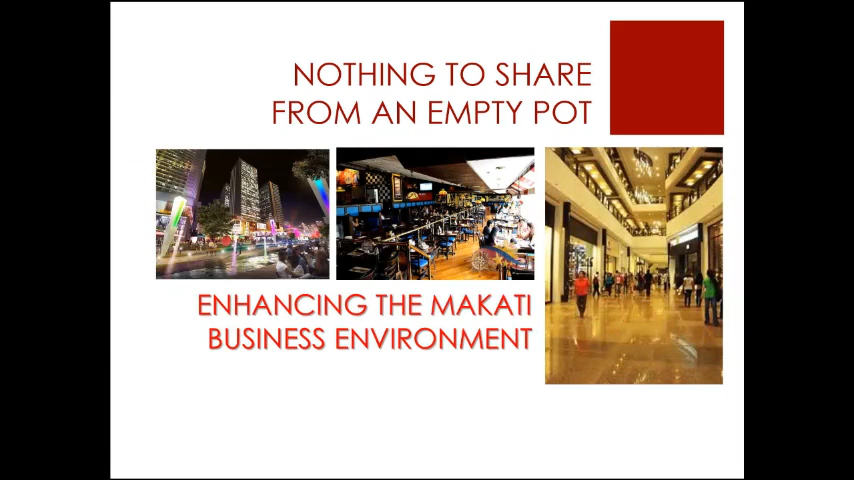 NOTHING TO SHARE
FROM AN EMPTY POT
ENHANCING THE MAKATI
BUSINESS ENVIRONMENT